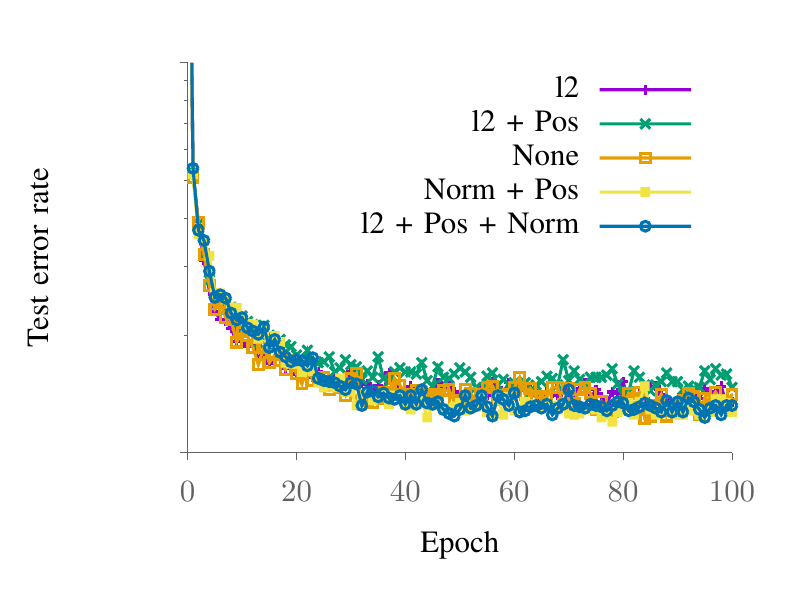 l2
l2 + Pos
None
Norm + Pos
l2 + Pos + Norm
Test error rate
0 20 40 60 80 100
Epoch